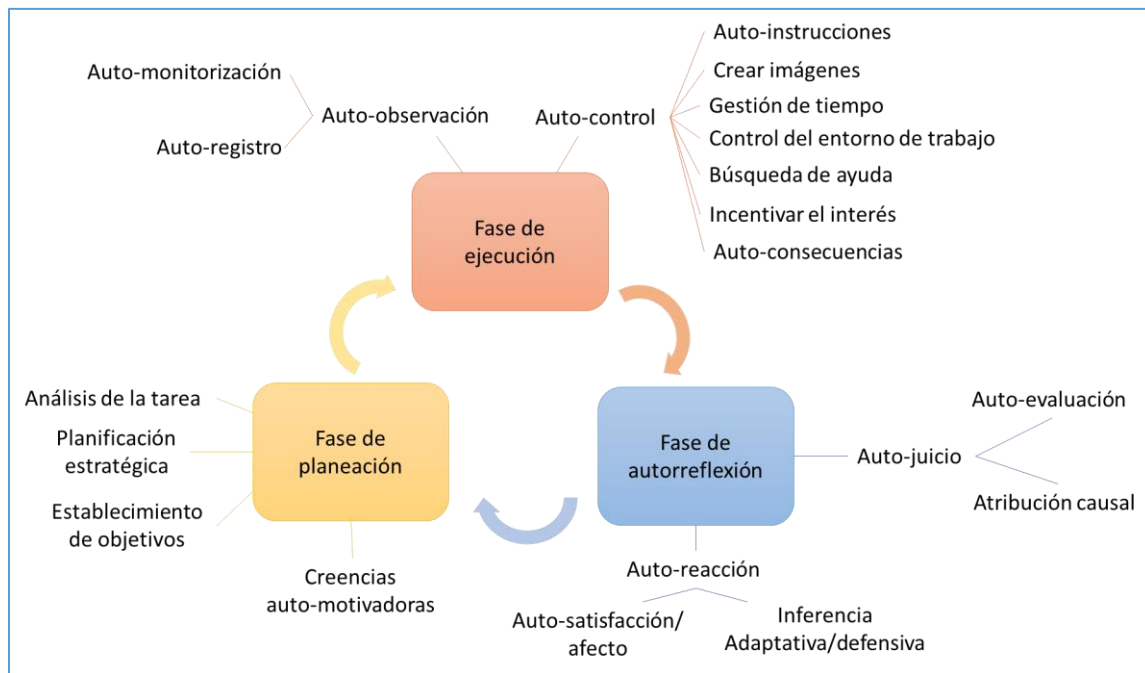 Auto-monitorización
Auto-registro
Auto-observación
Auto-control
Auto-instrucciones
Crear imágenes
Gestión de tiempo
Control del entorno de trabajo
Búsqueda de ayuda
Incentivar el interés
Auto-consecuencias
Fase de
ejecución
Análisis de la tarea
Planificación
estratégica
Establecimiento
de objetivos
Fase de
planeación
Creencias
auto-motivadoras
Fase de
autorreflexión
Auto-juicio
Auto-evaluación
Atribución causal
Auto-reacción
Auto-satisfacción/
afecto
Inferencia
Adaptativa/defensiva